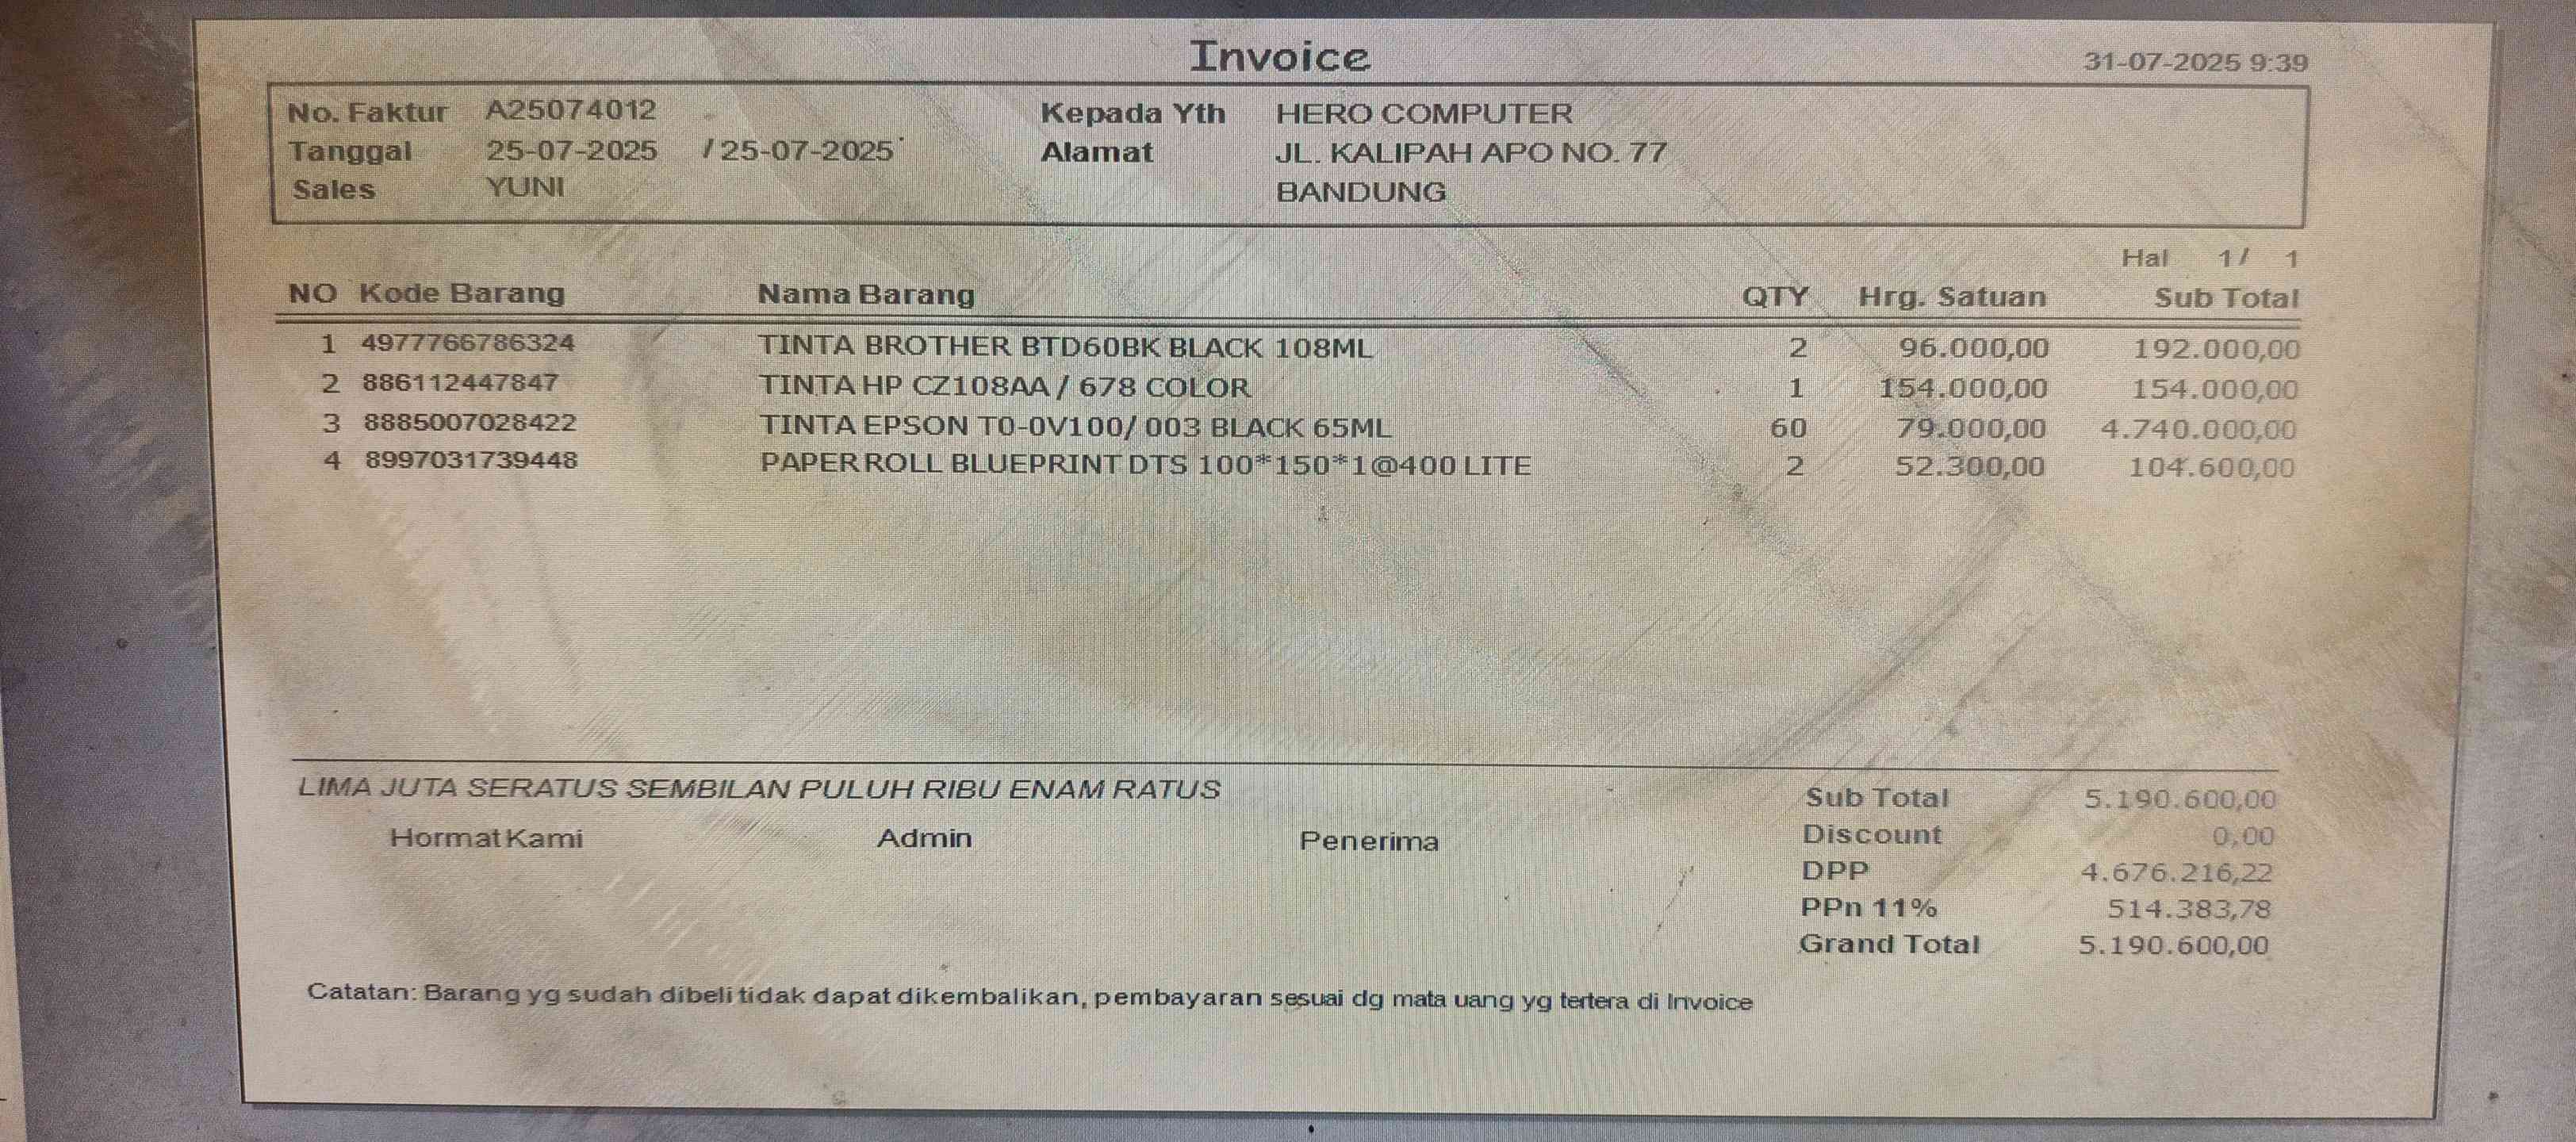 Invoice
31-07-2025 9:39
No. Faktur A25074012 Kepada Yth HERO COMPUTER
Tanggal 25-07-2025 / 25-07-2025 Alamat JL. KALIPAH APO NO. 77
Sales YUNI BANDUNG
Hal 1 / 1
NO Kode Barang Nama Barang QTY Hrg. Satuan Sub Total
1 4977766786324 TINTA BROTHER BTD60BK BLACK 108ML 2 96.000,00 192.000,00
2 886112447847 TINTA HP CZ108AA / 678 COLOR 1 154.000,00 154.000,00
3 8885007028422 TINTA EPSON T0-0V100/ 003 BLACK 65ML 60 79.000,00 4.740.000,00
4 8997031739448 PAPER ROLL BLUEPRINT DTS 100*150*1@400 LITE 2 52.300,00 104.600,00
LIMA JUTA SERATUS SEMBILAN PULUH RIBU ENAM RATUS
Hormat Kami Admin Penerima
Sub Total 5.190.600,00
Discount 0,00
DPP 4.676.216,22
PPn 11% 514.383,78
Grand Total 5.190.600,00
Catatan: Barang yg sudah dibeli tidak dapat dikembalikan, pembayaran sesuai dg mata uang yg tertera di Invoice